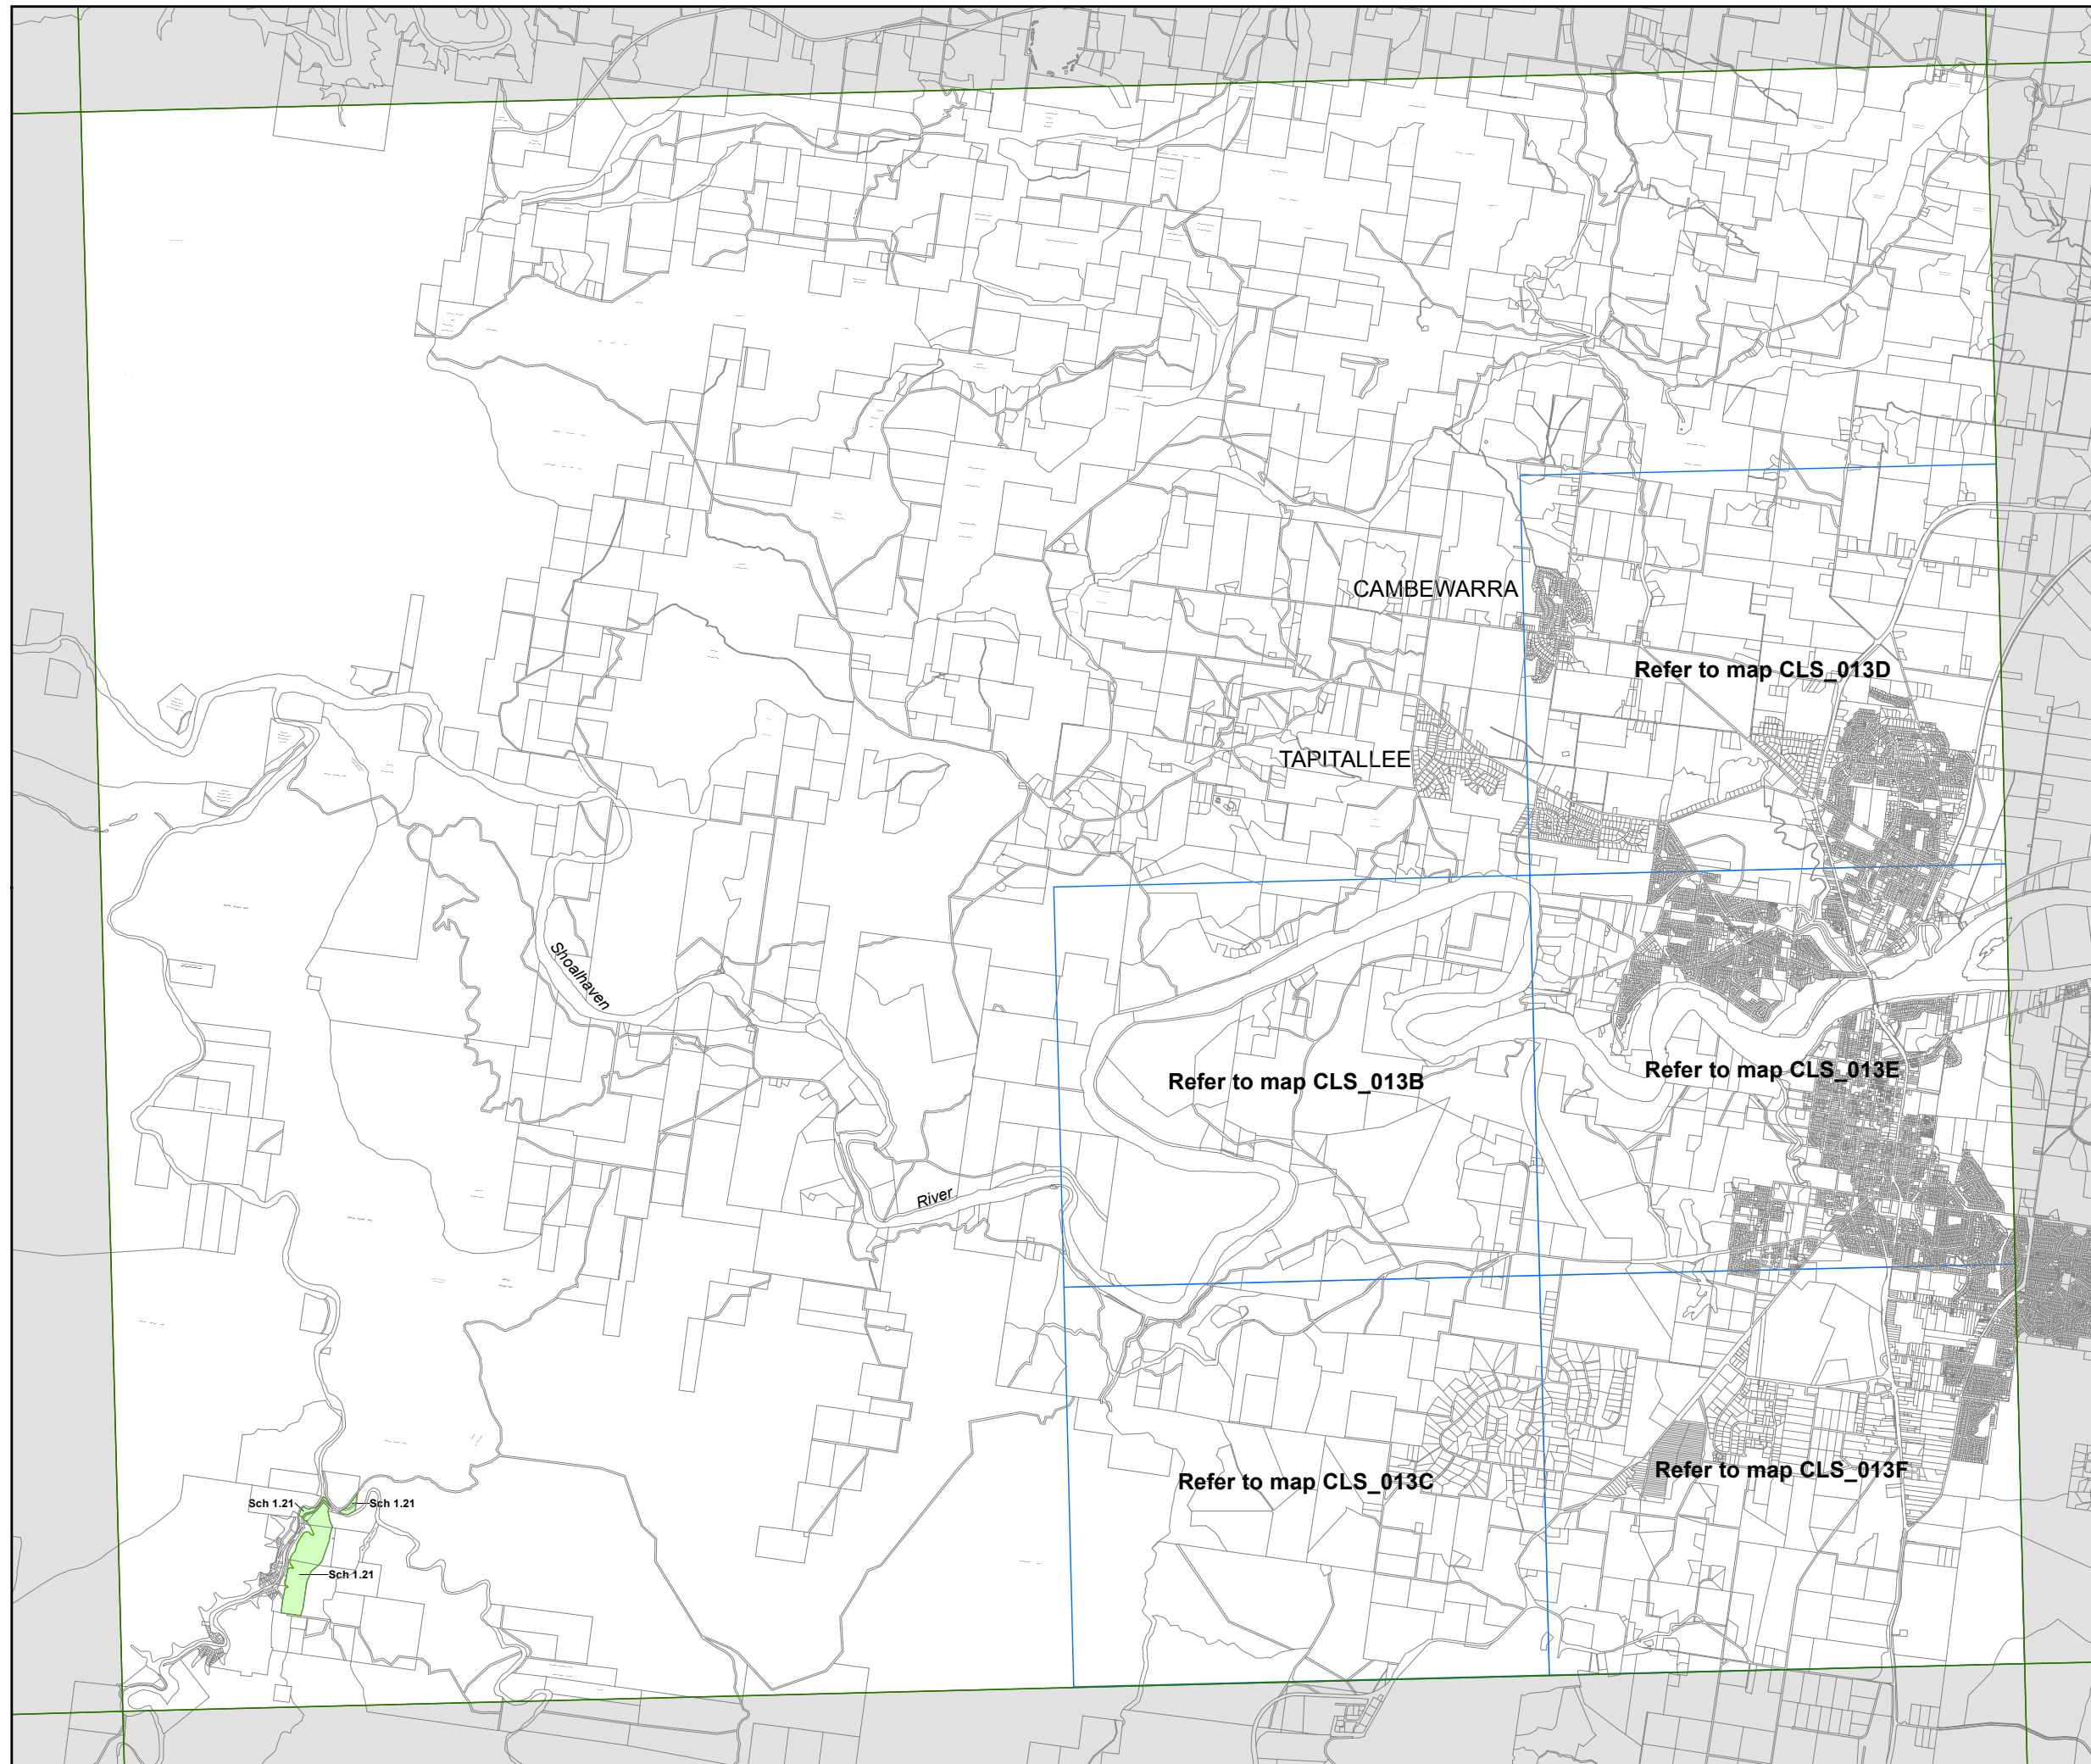 CAMBEWARRA
Refer to map CLS_013D
TAPITALLEE
Shoalhaven
Refer to map CLS_013B
Refer to map CLS_013E
River
Refer to map CLS_013C
Refer to map CLS_013F
Sch 1.21
Sch 1.21
Sch 1.21